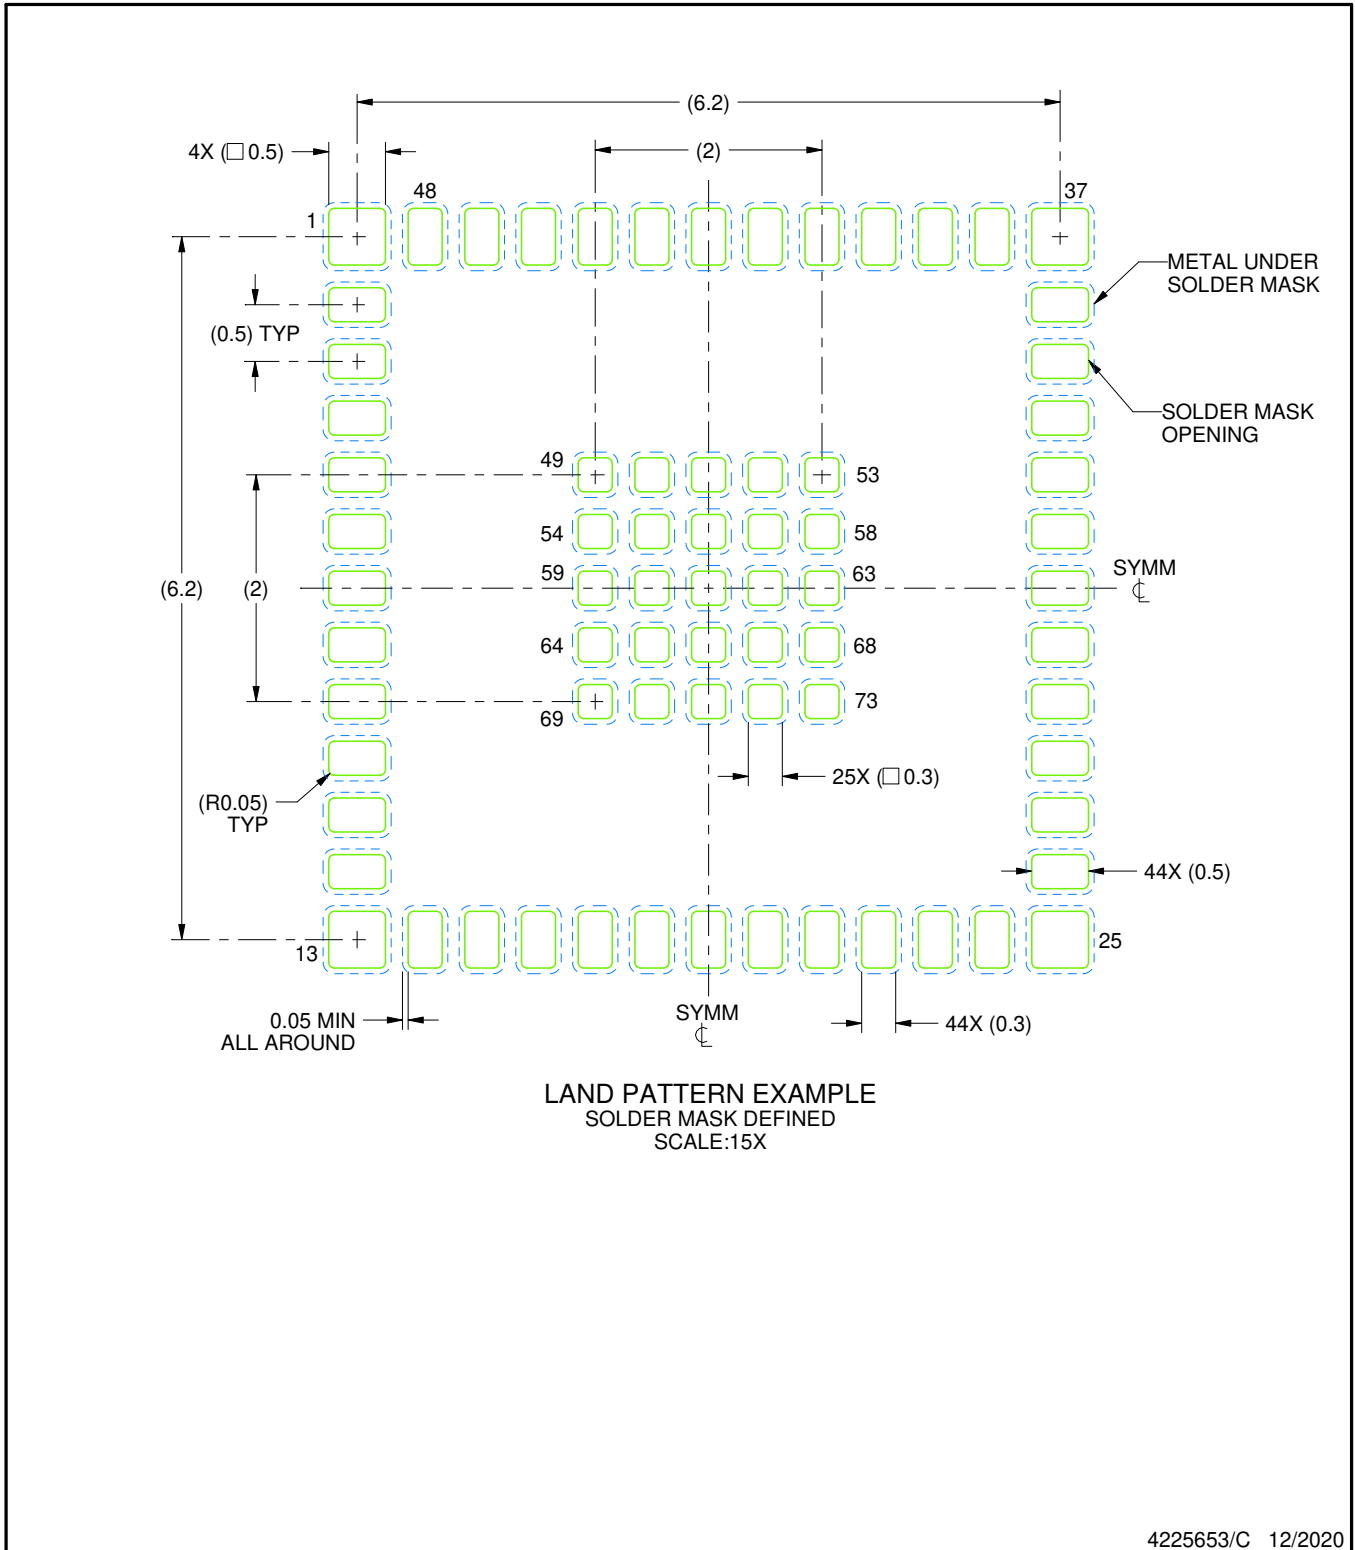 (6.2)
4X (□ 0.5)
(2)
48
37
1
METAL UNDER
SOLDER MASK
(0.5) TYP
SOLDER MASK
OPENING
49
53
54
58
(6.2)
(2)
59
63
SYMM
℄
64
68
69
73
25X (□ 0.3)
(R0.05)
TYP
44X (0.5)
13
25
0.05 MIN
ALL AROUND
SYMM
℄
44X (0.3)
LAND PATTERN EXAMPLE
SOLDER MASK DEFINED
SCALE:15X
4225653/C 12/2020